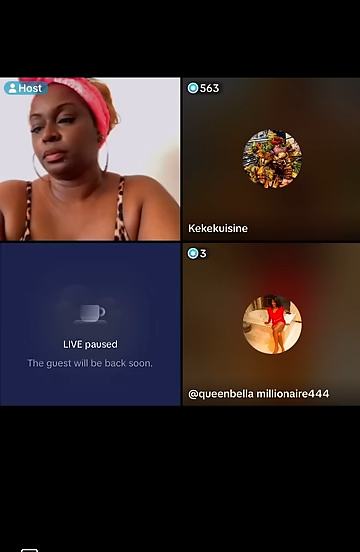 Host
563
Kekekuisine
3
LIVE paused
The guest will be back soon.
@queenbella millionaire444